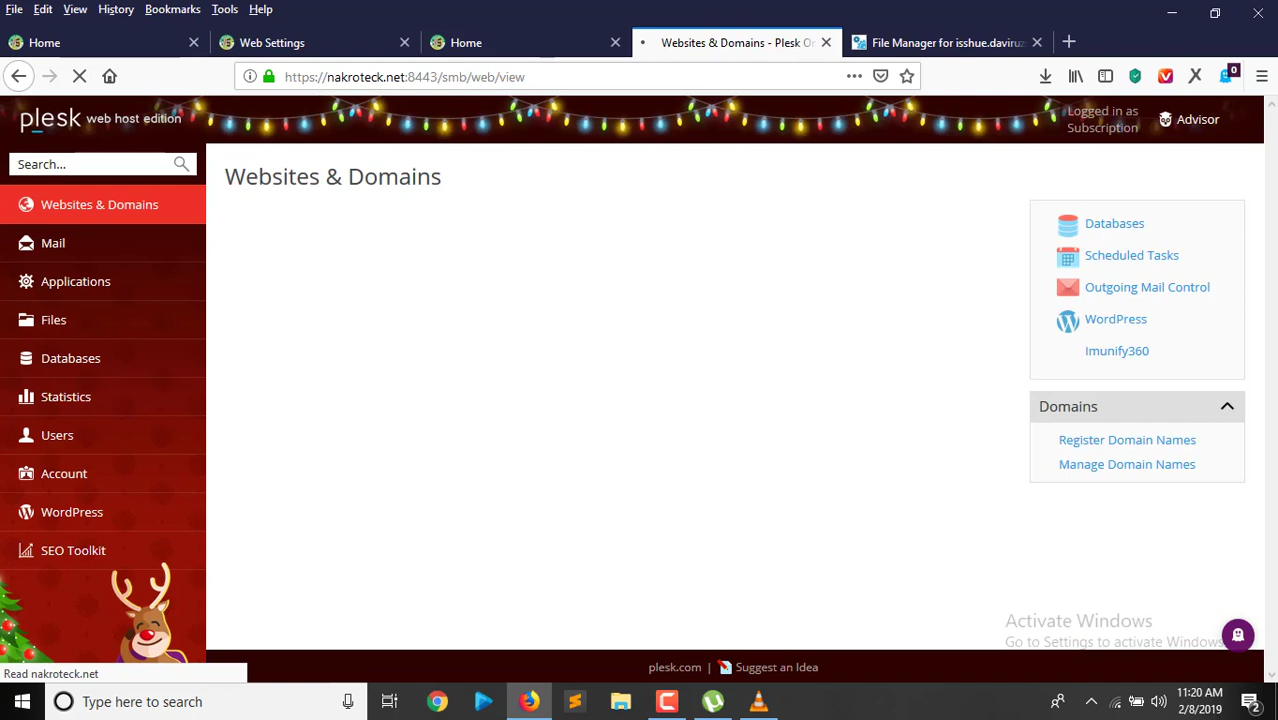 File Edit View History Bookmarks Tools Help
Home
Web Settings
Home
Websites & Domains - Plesk On
File Manager for isshue.daviruz
https://nakroteck.net:8443/smb/web/view
0
plesk web host edition
Logged in as
Subscription
Advisor
Search...
Websites & Domains
Mail
Applications
Files
Databases
Statistics
Users
Account
WordPress
SEO Toolkit
Websites & Domains
Databases
Scheduled Tasks
Outgoing Mail Control
WordPress
Imunify360
Domains
Register Domain Names
Manage Domain Names
Activate Windows
Go to Settings to activate Windows.
Read nakroteck.net
plesk.com | Suggest an Idea
Type here to search
11:20 AM
2/8/2019
2